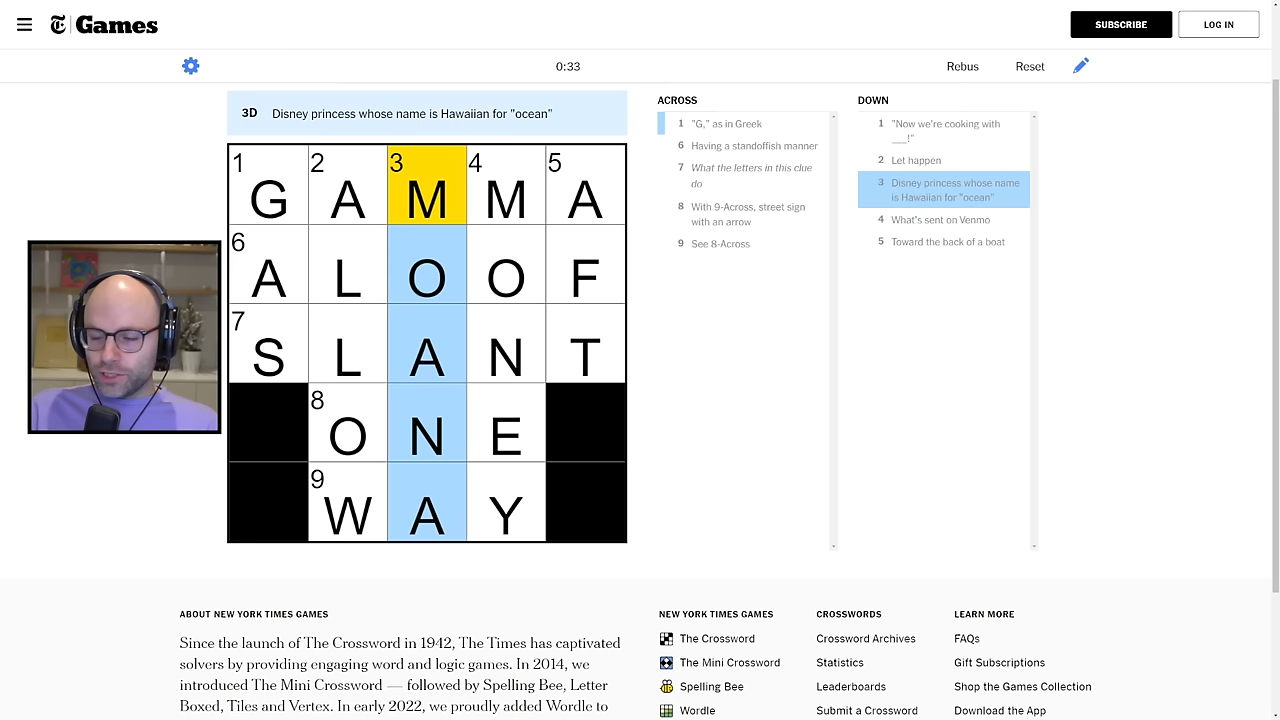 T Games
SUBSCRIBE
LOG IN
0:33
Rebus
Reset
3D Disney princess whose name is Hawaiian for "ocean"
1 2 3 4 5
G A M M A
6
A L O O F
7
S L A N T
8
O N E
9
W A Y
ACROSS
1 "G," as in Greek
6 Having a standoffish manner
7 What the letters in this clue
do
8 With 9-Across, street sign
with an arrow
9 See 8-Across
DOWN
1 "Now we're cooking with
___!"
2 Let happen
3 Disney princess whose name
is Hawaiian for "ocean"
4 What's sent on Venmo
5 Toward the back of a boat
ABOUT NEW YORK TIMES GAMES
Since the launch of The Crossword in 1942, The Times has captivated
solvers by providing engaging word and logic games. In 2014, we
introduced The Mini Crossword — followed by Spelling Bee, Letter
Boxed, Tiles and Vertex. In early 2022, we proudly added Wordle to
NEW YORK TIMES GAMES
The Crossword
The Mini Crossword
Spelling Bee
Wordle
CROSSWORDS
Crossword Archives
Statistics
Leaderboards
Submit a Crossword
LEARN MORE
FAQs
Gift Subscriptions
Shop the Games Collection
Download the App